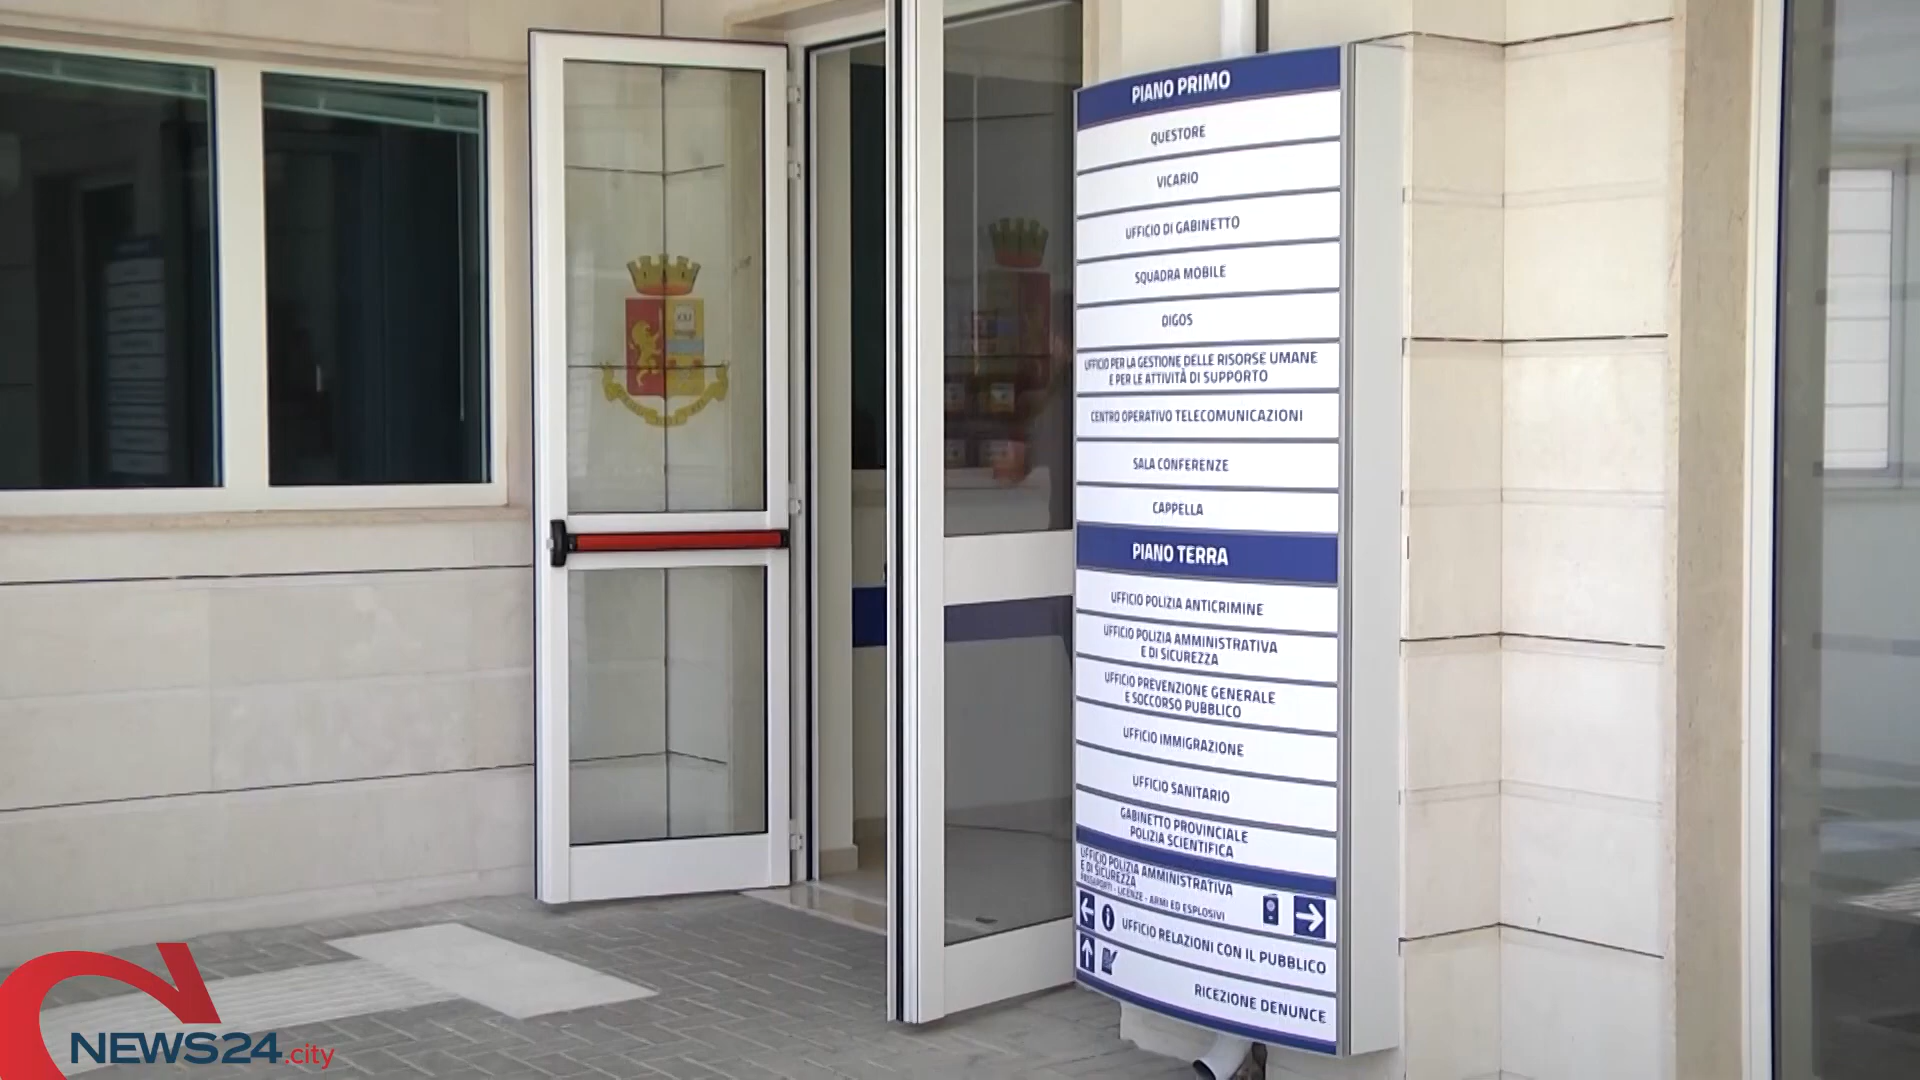 PIANO PRIMO
QUESTORE
VICARIO
UFFICIO DI GABINETTO
SQUADRA MOBILE
DIGOS
UFFICIO PER LA GESTIONE DELLE RISORSE UMANE
E PER LE ATTIVITÀ DI SUPPORTO
CENTRO OPERATIVO TELECOMUNICAZIONI
SALA CONFERENZE
CAPPELLA
PIANO TERRA
UFFICIO POLIZIA ANTICRIMINE
UFFICIO POLIZIA AMMINISTRATIVA
E DI SICUREZZA
UFFICIO PREVENZIONE GENERALE
E SOCCORSO PUBBLICO
UFFICIO IMMIGRAZIONE
UFFICIO SANITARIO
GABINETTO PROVINCIALE
POLIZIA SCIENTIFICA
UFFICIO POLIZIA AMMINISTRATIVA
E DI SICUREZZA
PASSAPORTI - LICENZE - ARMI ED ESPLOSIVI
UFFICIO RELAZIONI CON IL PUBBLICO
RICEZIONE DENUNCE
NEWS24.city